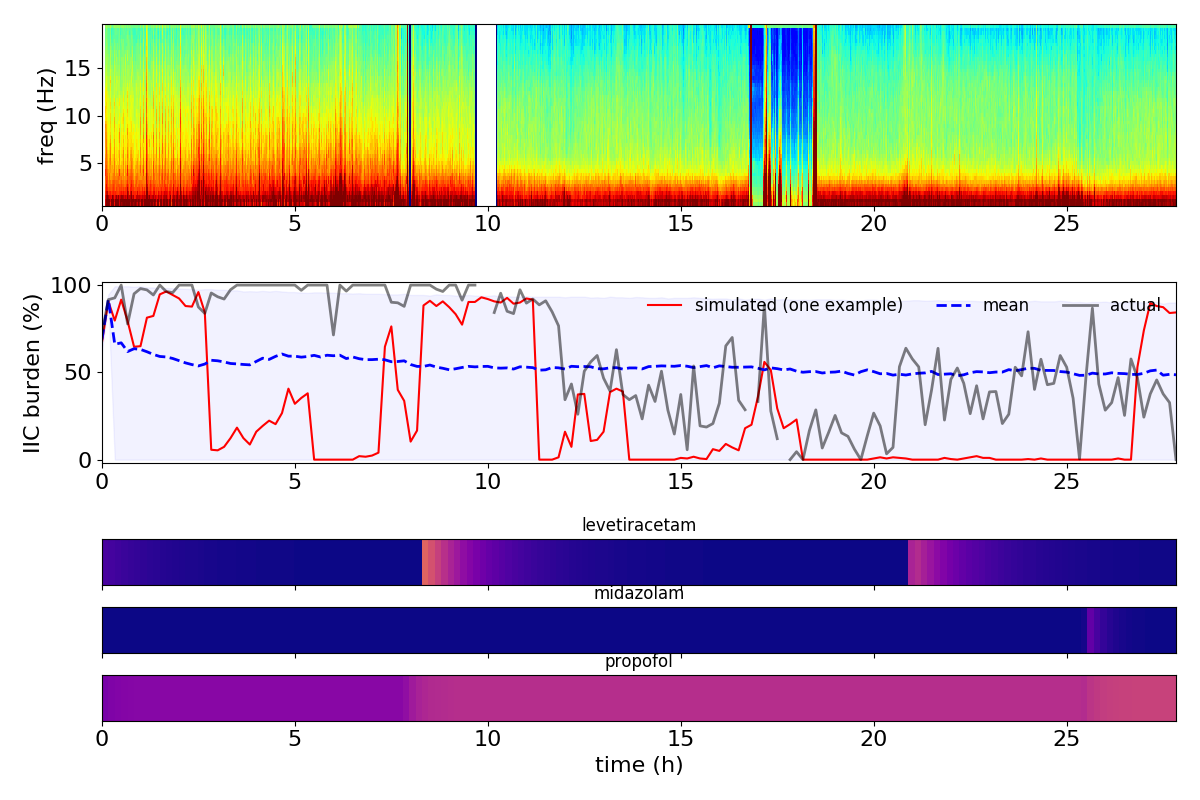 freq (Hz)
15
10
5
0 5 10 15 20 25
IIC burden (%)
100
50
0
simulated (one example) mean actual
0 5 10 15 20 25
levetiracetam
midazolam
propofol
0 5 10 15 20 25
time (h)